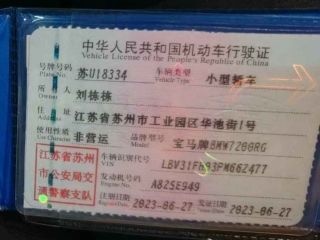 中华人民共和国机动车行驶证
Vehicle License of the People's Republic of China
号牌号码 苏U18334 车辆类型 小型轿车
Plate No. Vehicle Type
所有人 刘栋栋
Owner
住址 江苏省苏州市工业园区华池街1号
Address
使用性质 非营运 品牌型号 宝马牌BMW7200RG
Use Character Model
江苏省苏州
市公安局交
通警察支队
车辆识别代号
VIN
发动机号码 A825E949
Engine No.
注册日期 2023-06-27 发证日期 2023-06-27
Register Date Issue Date